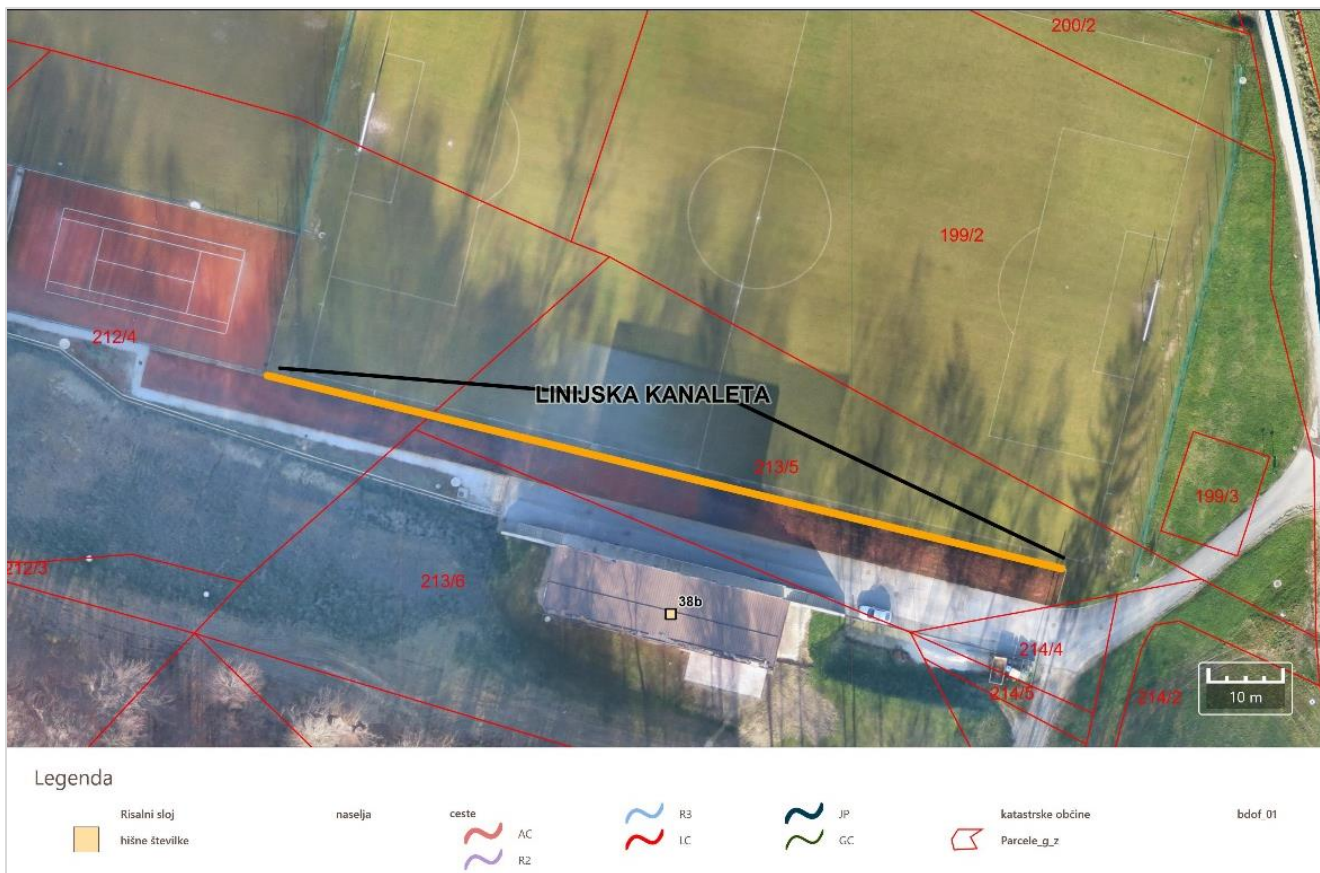 200/2
199/2
212/4
LINIJSKA KANALETA
213/5
199/3
212/3
213/6
38b
214/4
214/5
214/2
10 m
Legenda
Risalni sloj
naselja
ceste
R3
JP
katastrske občine
bdof_01
hišne številke
AC
LC
GC
Parcele_g_z
R2